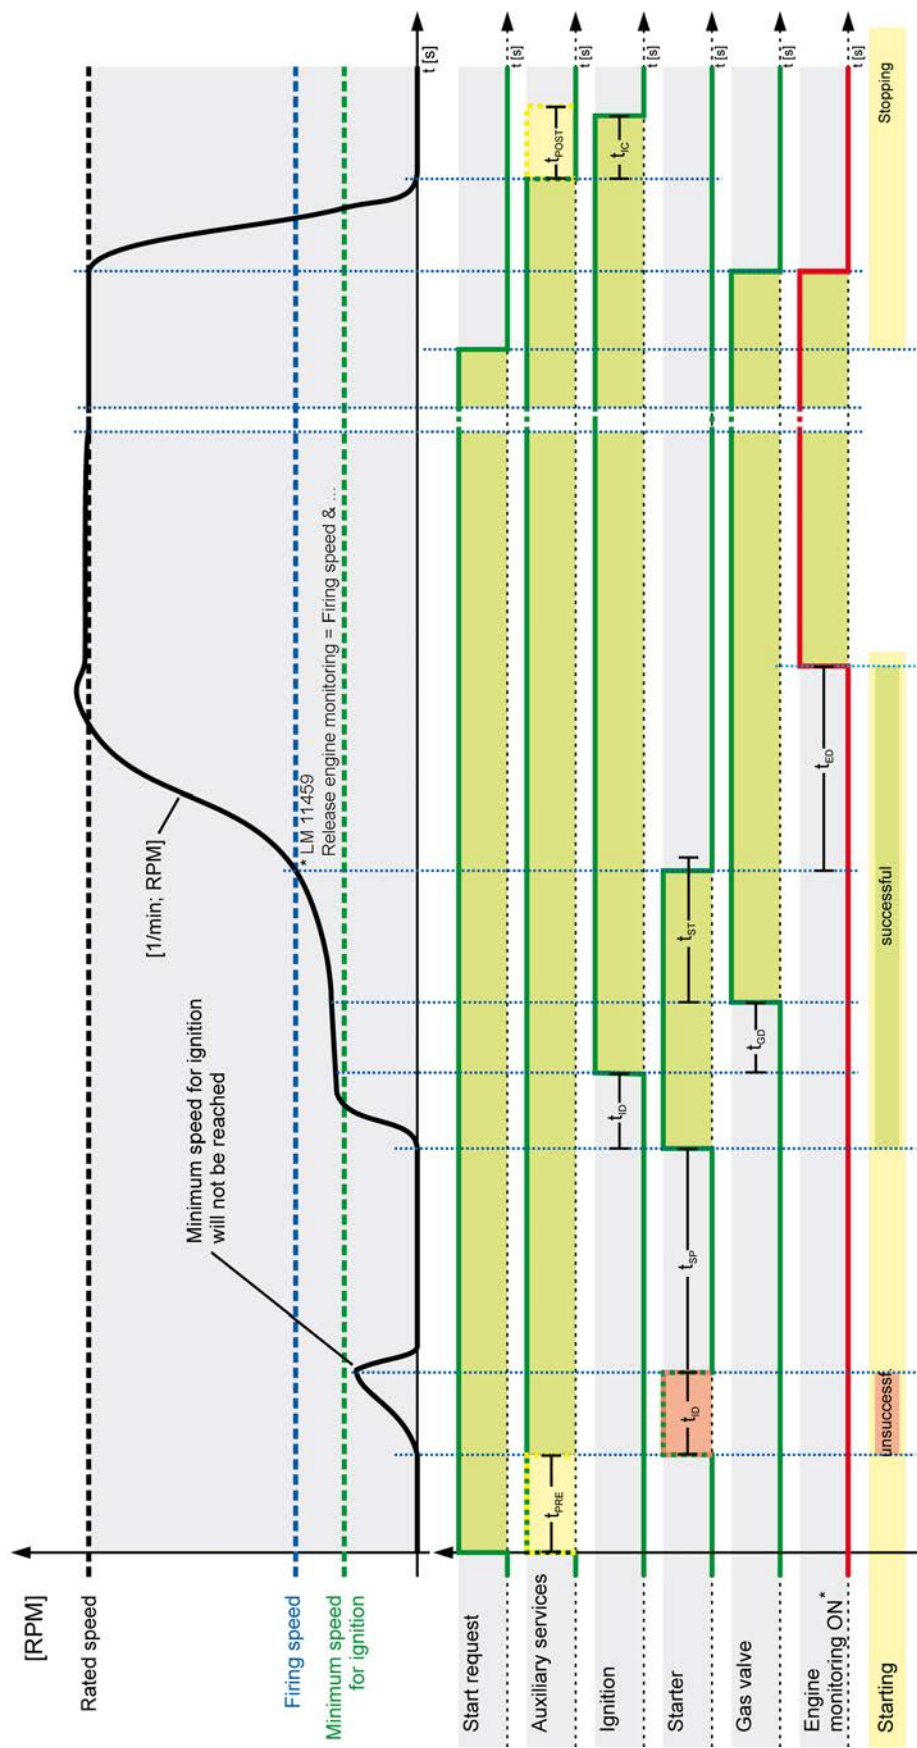 [RPM]
Rated speed
Firing speed
Minimum speed
for ignition
Minimum speed for ignition
will not be reached
[1/min; RPM]
* LM 11459
Release engine monitoring = Firing speed & ...
t [s]
Start request
t [s]
Auxiliary services
tPRE
tPOST
t [s]
Ignition
tID
tIC
t [s]
Starter
tID
tSP
tST
t [s]
Gas valve
tGD
t [s]
Engine
monitoring ON*
tED
t [s]
Starting
unsuccessf.
successful
Stopping